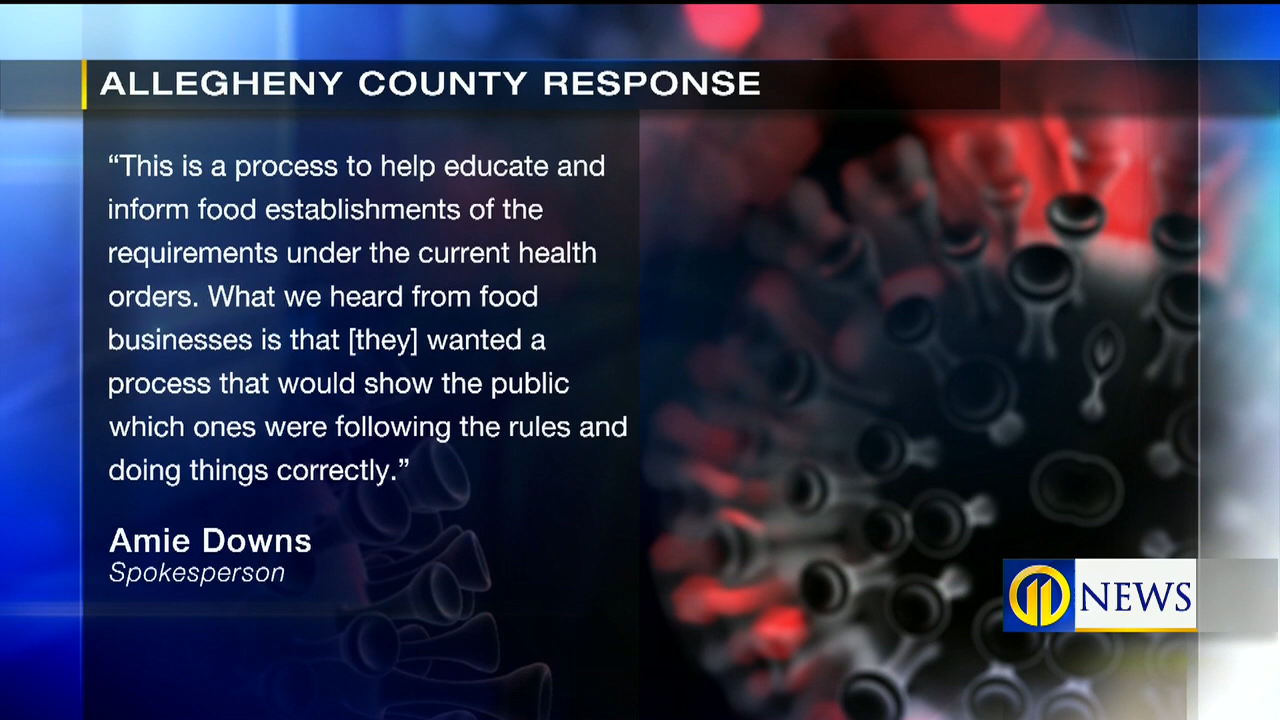 ALLEGHENY COUNTY RESPONSE
“This is a process to help educate and
inform food establishments of the
requirements under the current health
orders. What we heard from food
businesses is that [they] wanted a
process that would show the public
which ones were following the rules and
doing things correctly.”
Amie Downs
Spokesperson
11 NEWS